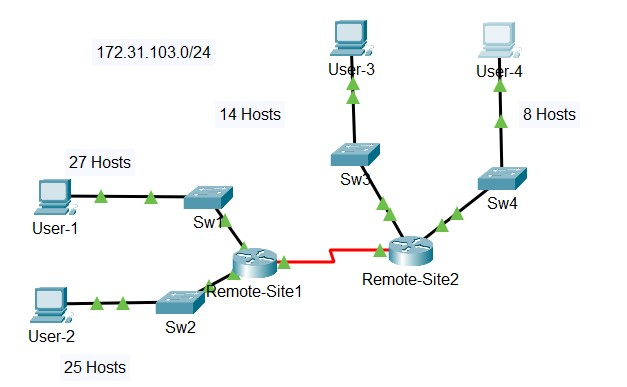 172.31.103.0/24
User-3
User-4
14 Hosts
8 Hosts
27 Hosts
Sw3
Sw4
User-1
Sw1
Remote-Site2
Remote-Site1
Sw2
User-2
25 Hosts